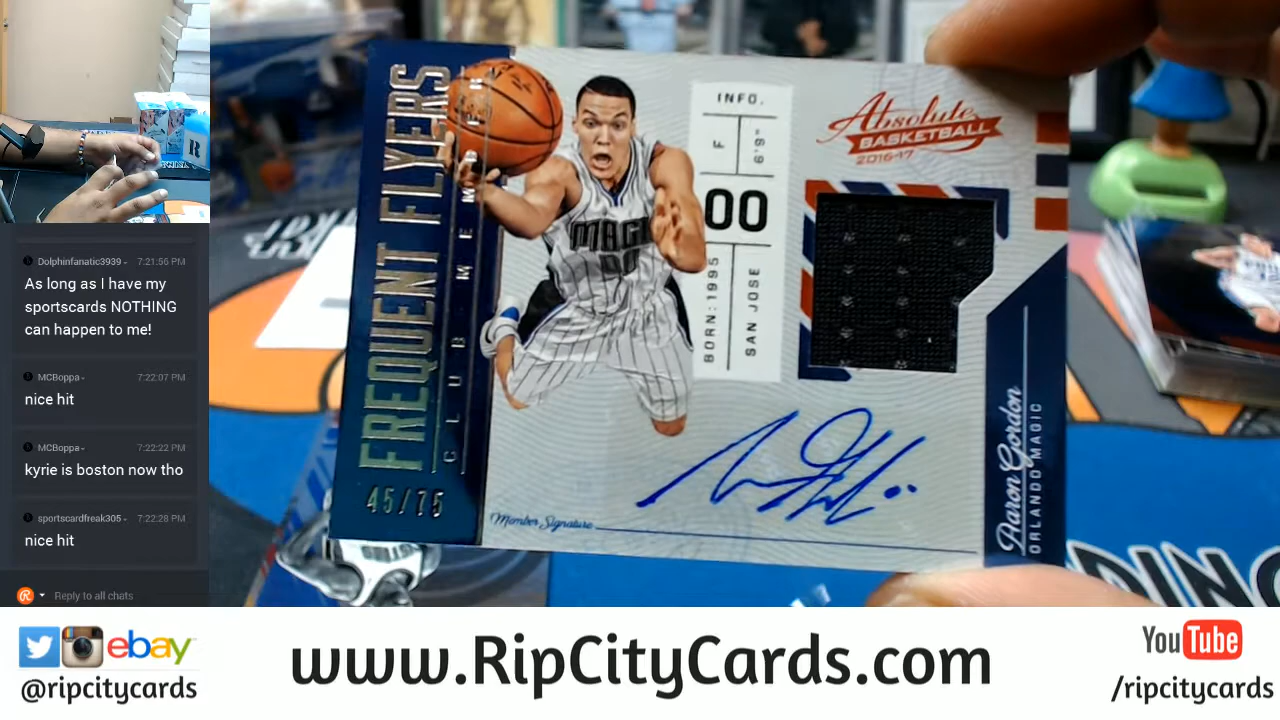 Dolphinfanatic3939 - 7:21:56 PM
As long as I have my
sportscards NOTHING
can happen to me!
MCBoppa - 7:22:07 PM
nice hit
MCBoppa - 7:22:22 PM
kyrie is boston now tho
sportscardfreak305 - 7:22:28 PM
nice hit
Reply to all chats
FREQUENT FLYERS
CLUB MEMBER
45/75
MAGIC
00
INFO.
F
6'9"
00
BORN: 1995
SAN JOSE
Absolute
BASKETBALL
2016-17
Member Signature
Aaron Gordon
ORLANDO MAGIC
R
DING
ebay
@ripcitycards
www.RipCityCards.com
YouTube
/ripcitycards